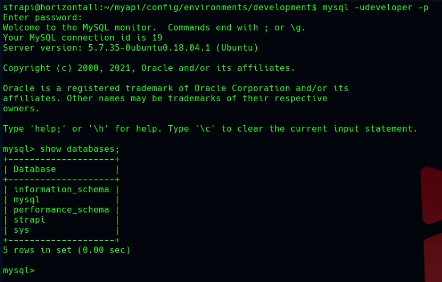 strapi@horizontall:~/myapi/config/environments/development$ mysql -udeveloper -p
Enter password:
Welcome to the MySQL monitor.  Commands end with ; or \g.
Your MySQL connection id is 19
Server version: 5.7.35-0ubuntu0.18.04.1 (Ubuntu)

Copyright (c) 2000, 2021, Oracle and/or its affiliates.

Oracle is a registered trademark of Oracle Corporation and/or its
affiliates. Other names may be trademarks of their respective
owners.

Type 'help;' or '\h' for help. Type '\c' to clear the current input statement.

mysql> show databases;
+--------------------+
| Database           |
+--------------------+
| information_schema |
| mysql              |
| performance_schema |
| strapi             |
| sys                |
+--------------------+
5 rows in set (0.00 sec)

mysql>